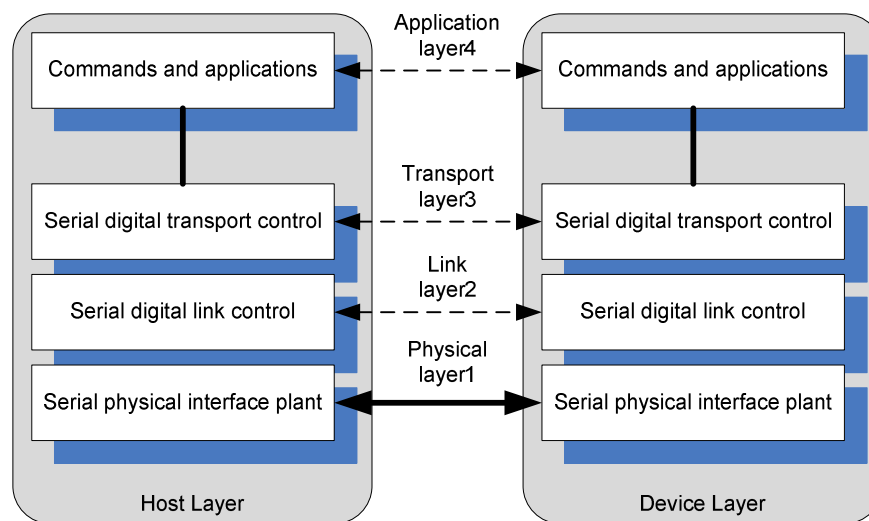 Application
layer4
Commands and applications
Commands and applications
Transport
layer3
Serial digital transport control
Serial digital transport control
Link
layer2
Serial digital link control
Serial digital link control
Physical
layer1
Serial physical interface plant
Serial physical interface plant
Host Layer
Device Layer